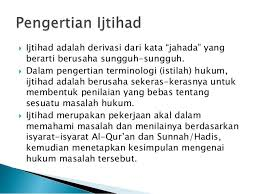 Pengertian Ijtihad
Ijtihad adalah derivasi dari kata "jahada" yang
berarti berusaha sungguh-sungguh.
Dalam pengertian terminologi (istilah) hukum,
ijtihad adalah berusaha sekeras-kerasnya untuk
membentuk penilaian yang bebas tentang
sesuatu masalah hukum.
Ijtihad merupakan pekerjaan akal dalam
memahami masalah dan menilainya berdasarkan
isyarat-isyarat Al-Qur'an dan Sunnah/Hadis,
kemudian menetapkan kesimpulan mengenai
hukum masalah tersebut.